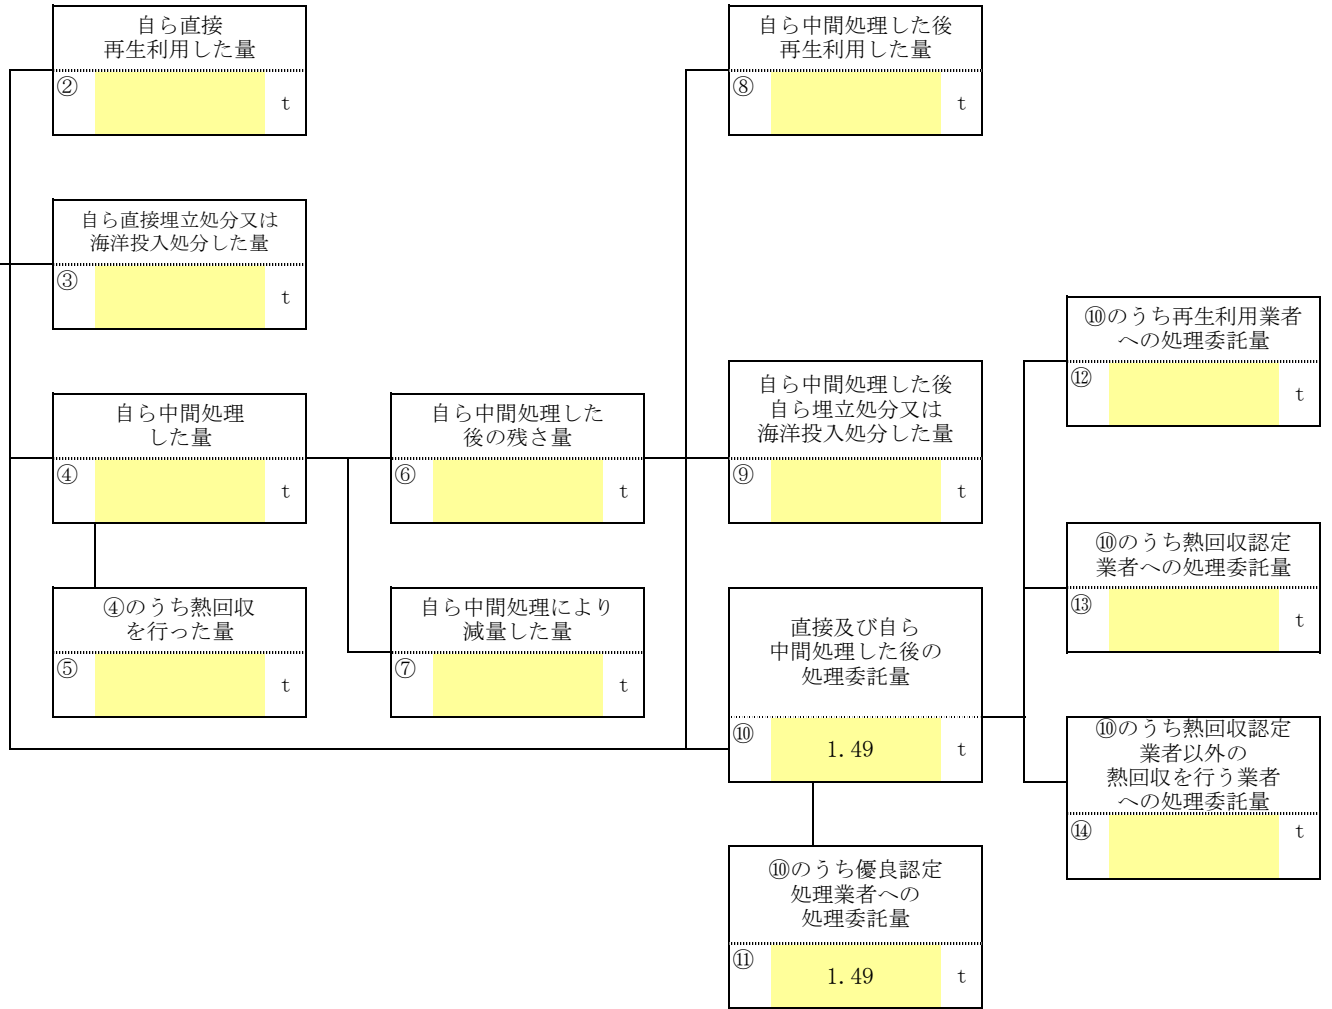 自ら直接
再生利用した量
②
t
自ら中間処理した後
再生利用した量
⑧
t
自ら直接埋立処分又は
海洋投入処分した量
③
t
⑩のうち再生利用業者
への処理委託量
⑫
t
自ら中間処理
した量
④
t
自ら中間処理した
後の残さ量
⑥
t
自ら中間処理した後
自ら埋立処分又は
海洋投入処分した量
⑨
t
⑩のうち熱回収認定
業者への処理委託量
⑬
t
④のうち熱回収
を行った量
⑤
t
自ら中間処理により
減量した量
⑦
t
直接及び自ら
中間処理した後の
処理委託量
⑩ 1.49 t
⑩のうち熱回収認定
業者以外の
熱回収を行う業者
への処理委託量
⑭
t
⑩のうち優良認定
処理業者への
処理委託量
⑪ 1.49 t